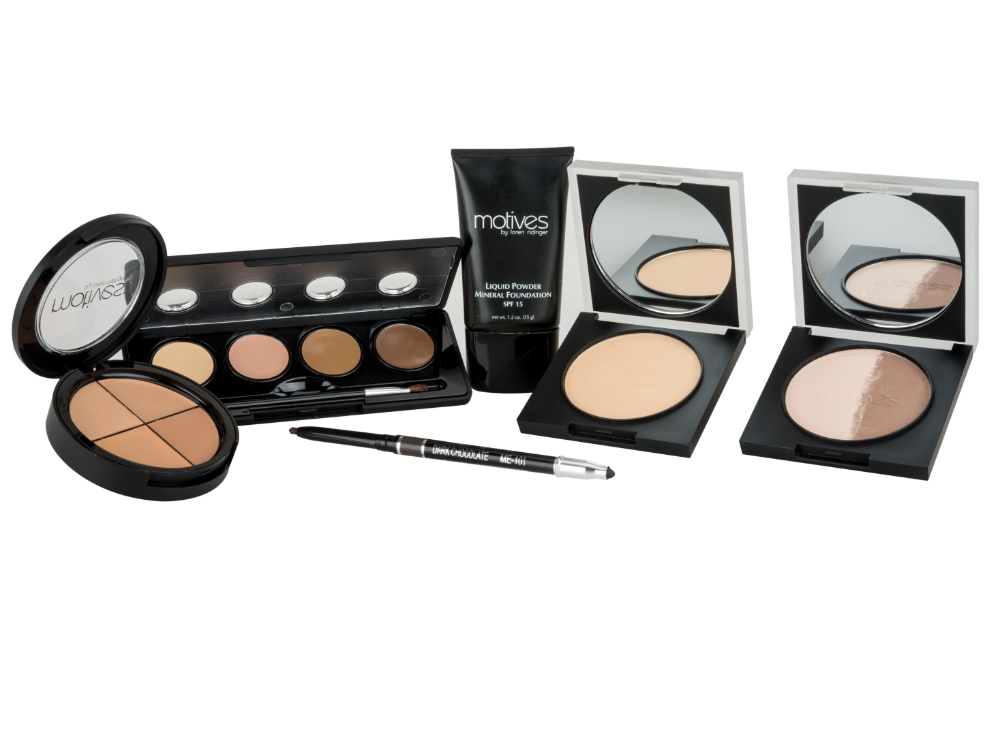 motives
by loren ridinger
motives
by loren ridinger
LIQUID POWDER
MINERAL FOUNDATION
SPF 15
net wt. 1.2 oz. (35 g)
DARK CHOCOLATE ME-101
motives
motives